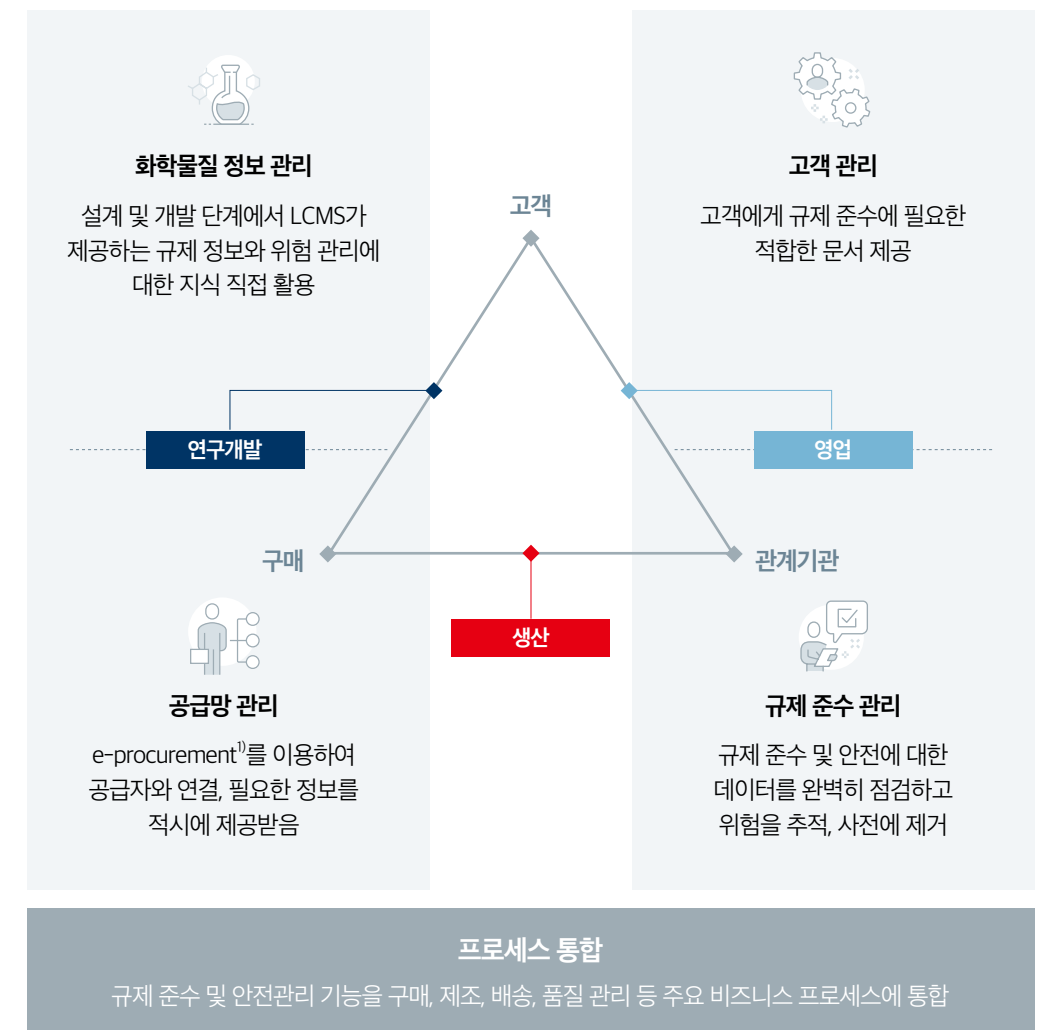 화학물질 정보 관리
설계 및 개발 단계에서 LCMS가
제공하는 규제 정보와 위험 관리에
대한 지식 직접 활용
고객 관리
고객에게 규제 준수에 필요한
적합한 문서 제공
고객
연구개발
영업
구매
관계기관
생산
공급망 관리
e-procurement1)를 이용하여
공급자와 연결, 필요한 정보를
적시에 제공받음
규제 준수 관리
규제 준수 및 안전에 대한
데이터를 완벽히 점검하고
위험을 추적, 사전에 제거
프로세스 통합
규제 준수 및 안전관리 기능을 구매, 제조, 배송, 품질 관리 등 주요 비즈니스 프로세스에 통합